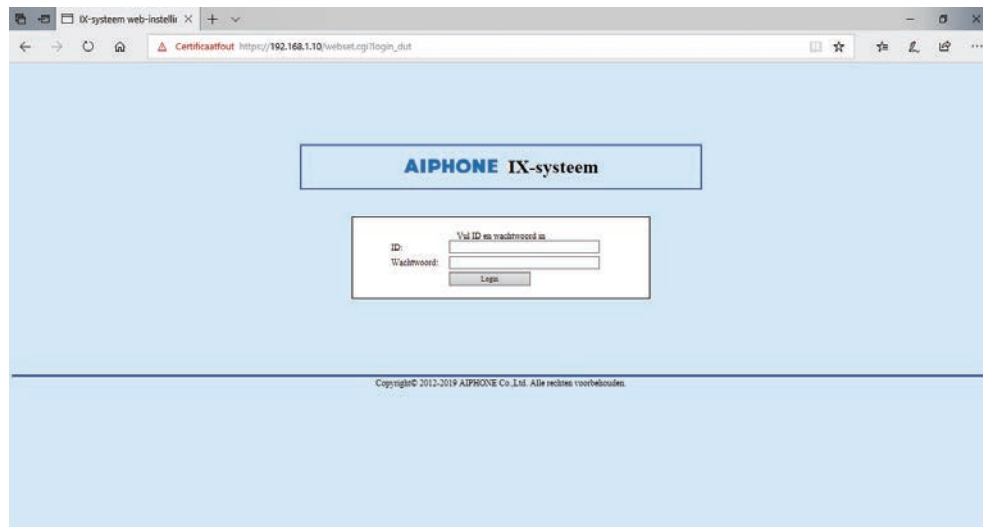 IX-systeem web-instellir
Certificaatfout https://192.168.1.10/webset.cgi?login_dut
AIPHONE IX-systeem
Vul ID en wachtwoord in
ID:
Wachtwoord:
Login
Copyright© 2012-2019 AIPHONE Co.,Ltd. Alle rechten voorbehouden.